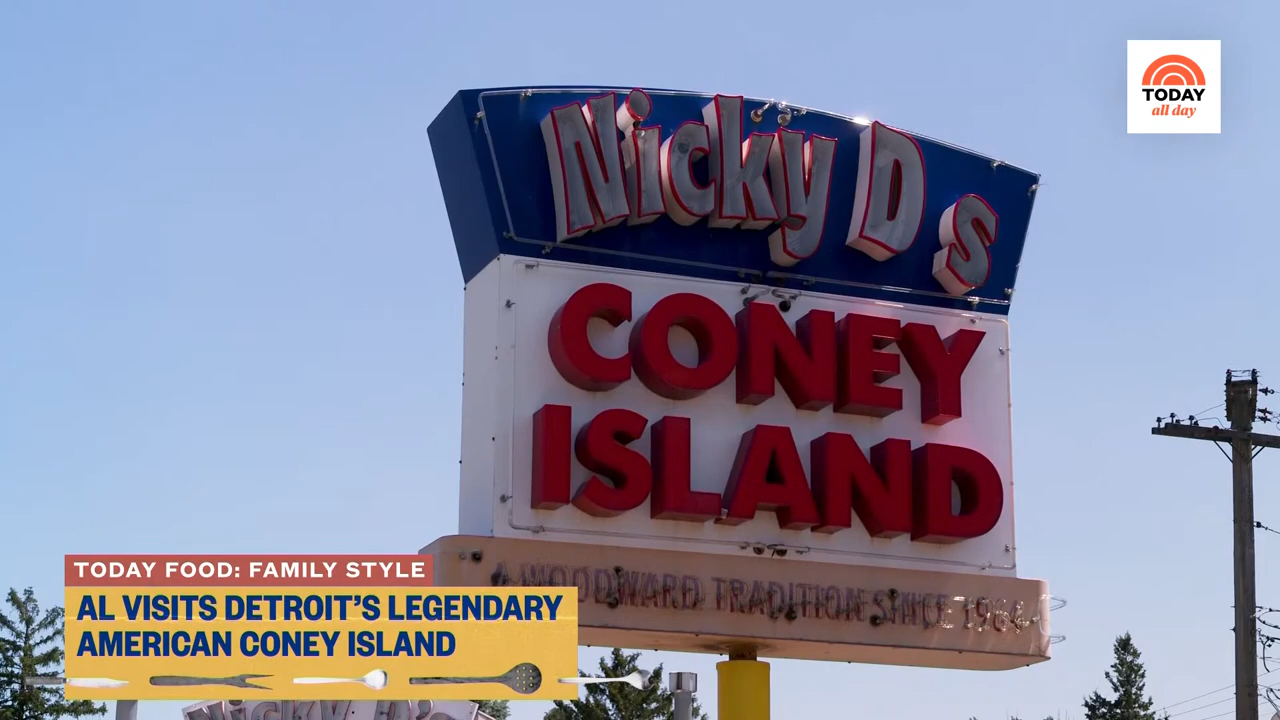 TODAY
all day
Nicky D s
CONEY
ISLAND
A WOODWARD TRADITION SINCE 1964
TODAY FOOD: FAMILY STYLE
AL VISITS DETROIT'S LEGENDARY
AMERICAN CONEY ISLAND
Nicky D's